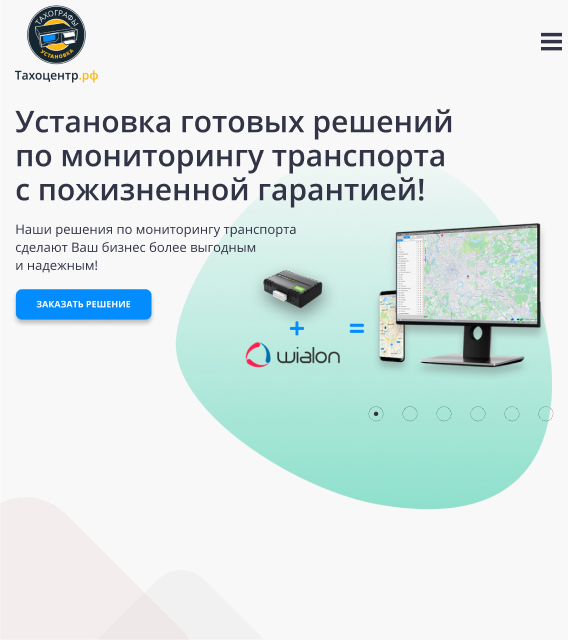 ТАХОГРАФЫ
УСТАНОВКА
Тахоцентр.рф
Установка готовых решений
по мониторингу транспорта
с пожизненной гарантией!
Наши решения по мониторингу транспорта
сделают Ваш бизнес более выгодным
и надежным!
ЗАКАЗАТЬ РЕШЕНИЕ
+
=
wialon